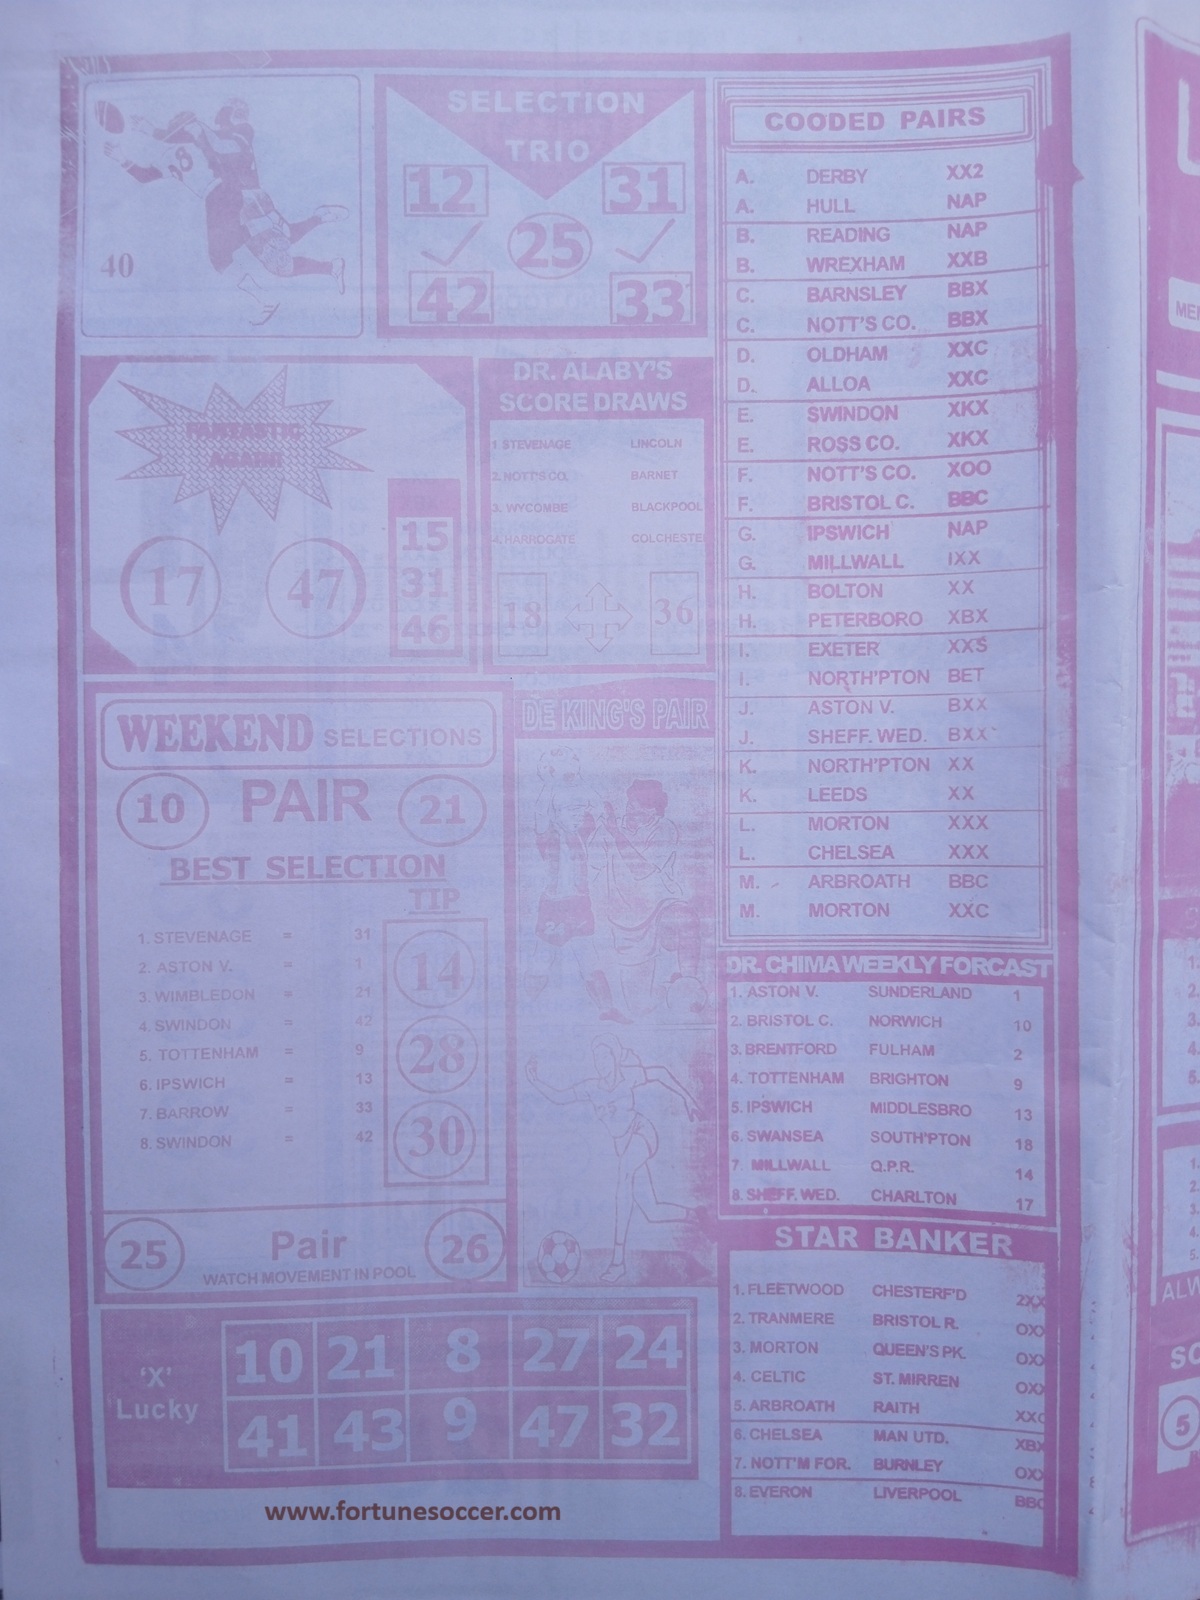 40
SELECTION
TRIO
12 31
25
42 33
COODED PAIRS
A. DERBY XX2
A. HULL NAP
B. READING NAP
B. WREXHAM XXB
C. BARNSLEY BBX
C. NOTT'S CO. BBX
D. OLDHAM XXC
D. ALLOA XXC
E. SWINDON XKX
E. ROSS CO. XKX
F. NOTT'S CO. XOO
F. BRISTOL C. BBC
G. IPSWICH NAP
G. MILLWALL IXX
H. BOLTON XX
H. PETERBORO XBX
I. EXETER XXS
I. NORTH'PTON BET
J. ASTON V. BXX
J. SHEFF. WED. BXX
K. NORTH'PTON XX
K. LEEDS XX
L. MORTON XXX
L. CHELSEA XXX
M. ARBROATH BBC
M. MORTON XXC
FANTASTIC
AGAIN!
17 47
15
31
46
DR. ALABY'S
SCORE DRAWS
1 STEVENAGE LINCOLN
2. NOTT'S CO. BARNET
3. WYCOMBE BLACKPOOL
4. HARROGATE COLCHESTE
18 36
WEEKEND SELECTIONS
10 PAIR 21
BEST SELECTION
TIP
1. STEVENAGE = 31
2. ASTON V. = 1
3. WIMBLEDON = 21
4. SWINDON = 42
5. TOTTENHAM = 9
6. IPSWICH = 13
7. BARROW = 33
8. SWINDON = 42
14
28
30
25 Pair 26
WATCH MOVEMENT IN POOL
DE KING'S PAIR
DR. CHIMA WEEKLY FORCAST
1. ASTON V. SUNDERLAND 1
2. BRISTOL C. NORWICH 10
3. BRENTFORD FULHAM 2
4. TOTTENHAM BRIGHTON 9
5. IPSWICH MIDDLESBRO 13
6. SWANSEA SOUTH'PTON 18
7. MILLWALL Q.P.R. 14
8. SHEFF. WED. CHARLTON 17
STAR BANKER
1. FLEETWOOD CHESTERF'D 2XX
2. TRANMERE BRISTOL R. OXX
3. MORTON QUEEN'S PK. OXX
4. CELTIC ST. MIRREN OXX
5. ARBROATH RAITH XXC
6. CHELSEA MAN UTD. XBX
7. NOTT'M FOR. BURNLEY OXX
8. EVERON LIVERPOOL BBC
'X'
Lucky
10 21 8 27 24
41 43 9 47 32
www.fortunesoccer.com